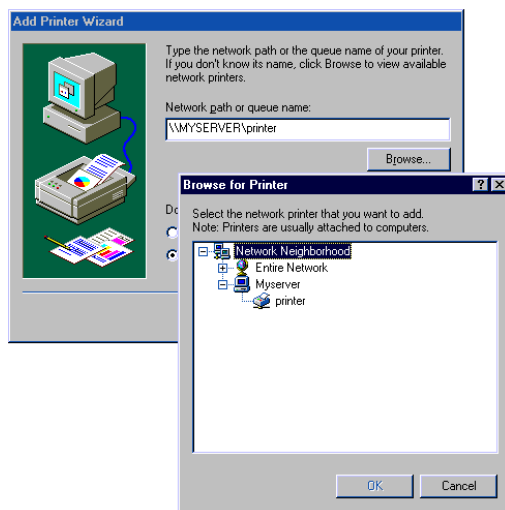 Add Printer Wizard
Type the network path or the queue name of your printer.
If you don't know its name, click Browse to view available
network printers.
Network path or queue name:
\\MYSERVER\printer
Browse...
Do
Browse for Printer
Select the network printer that you want to add.
Note: Printers are usually attached to computers.
Network Neighborhood
Entire Network
Myserver
printer
OK
Cancel